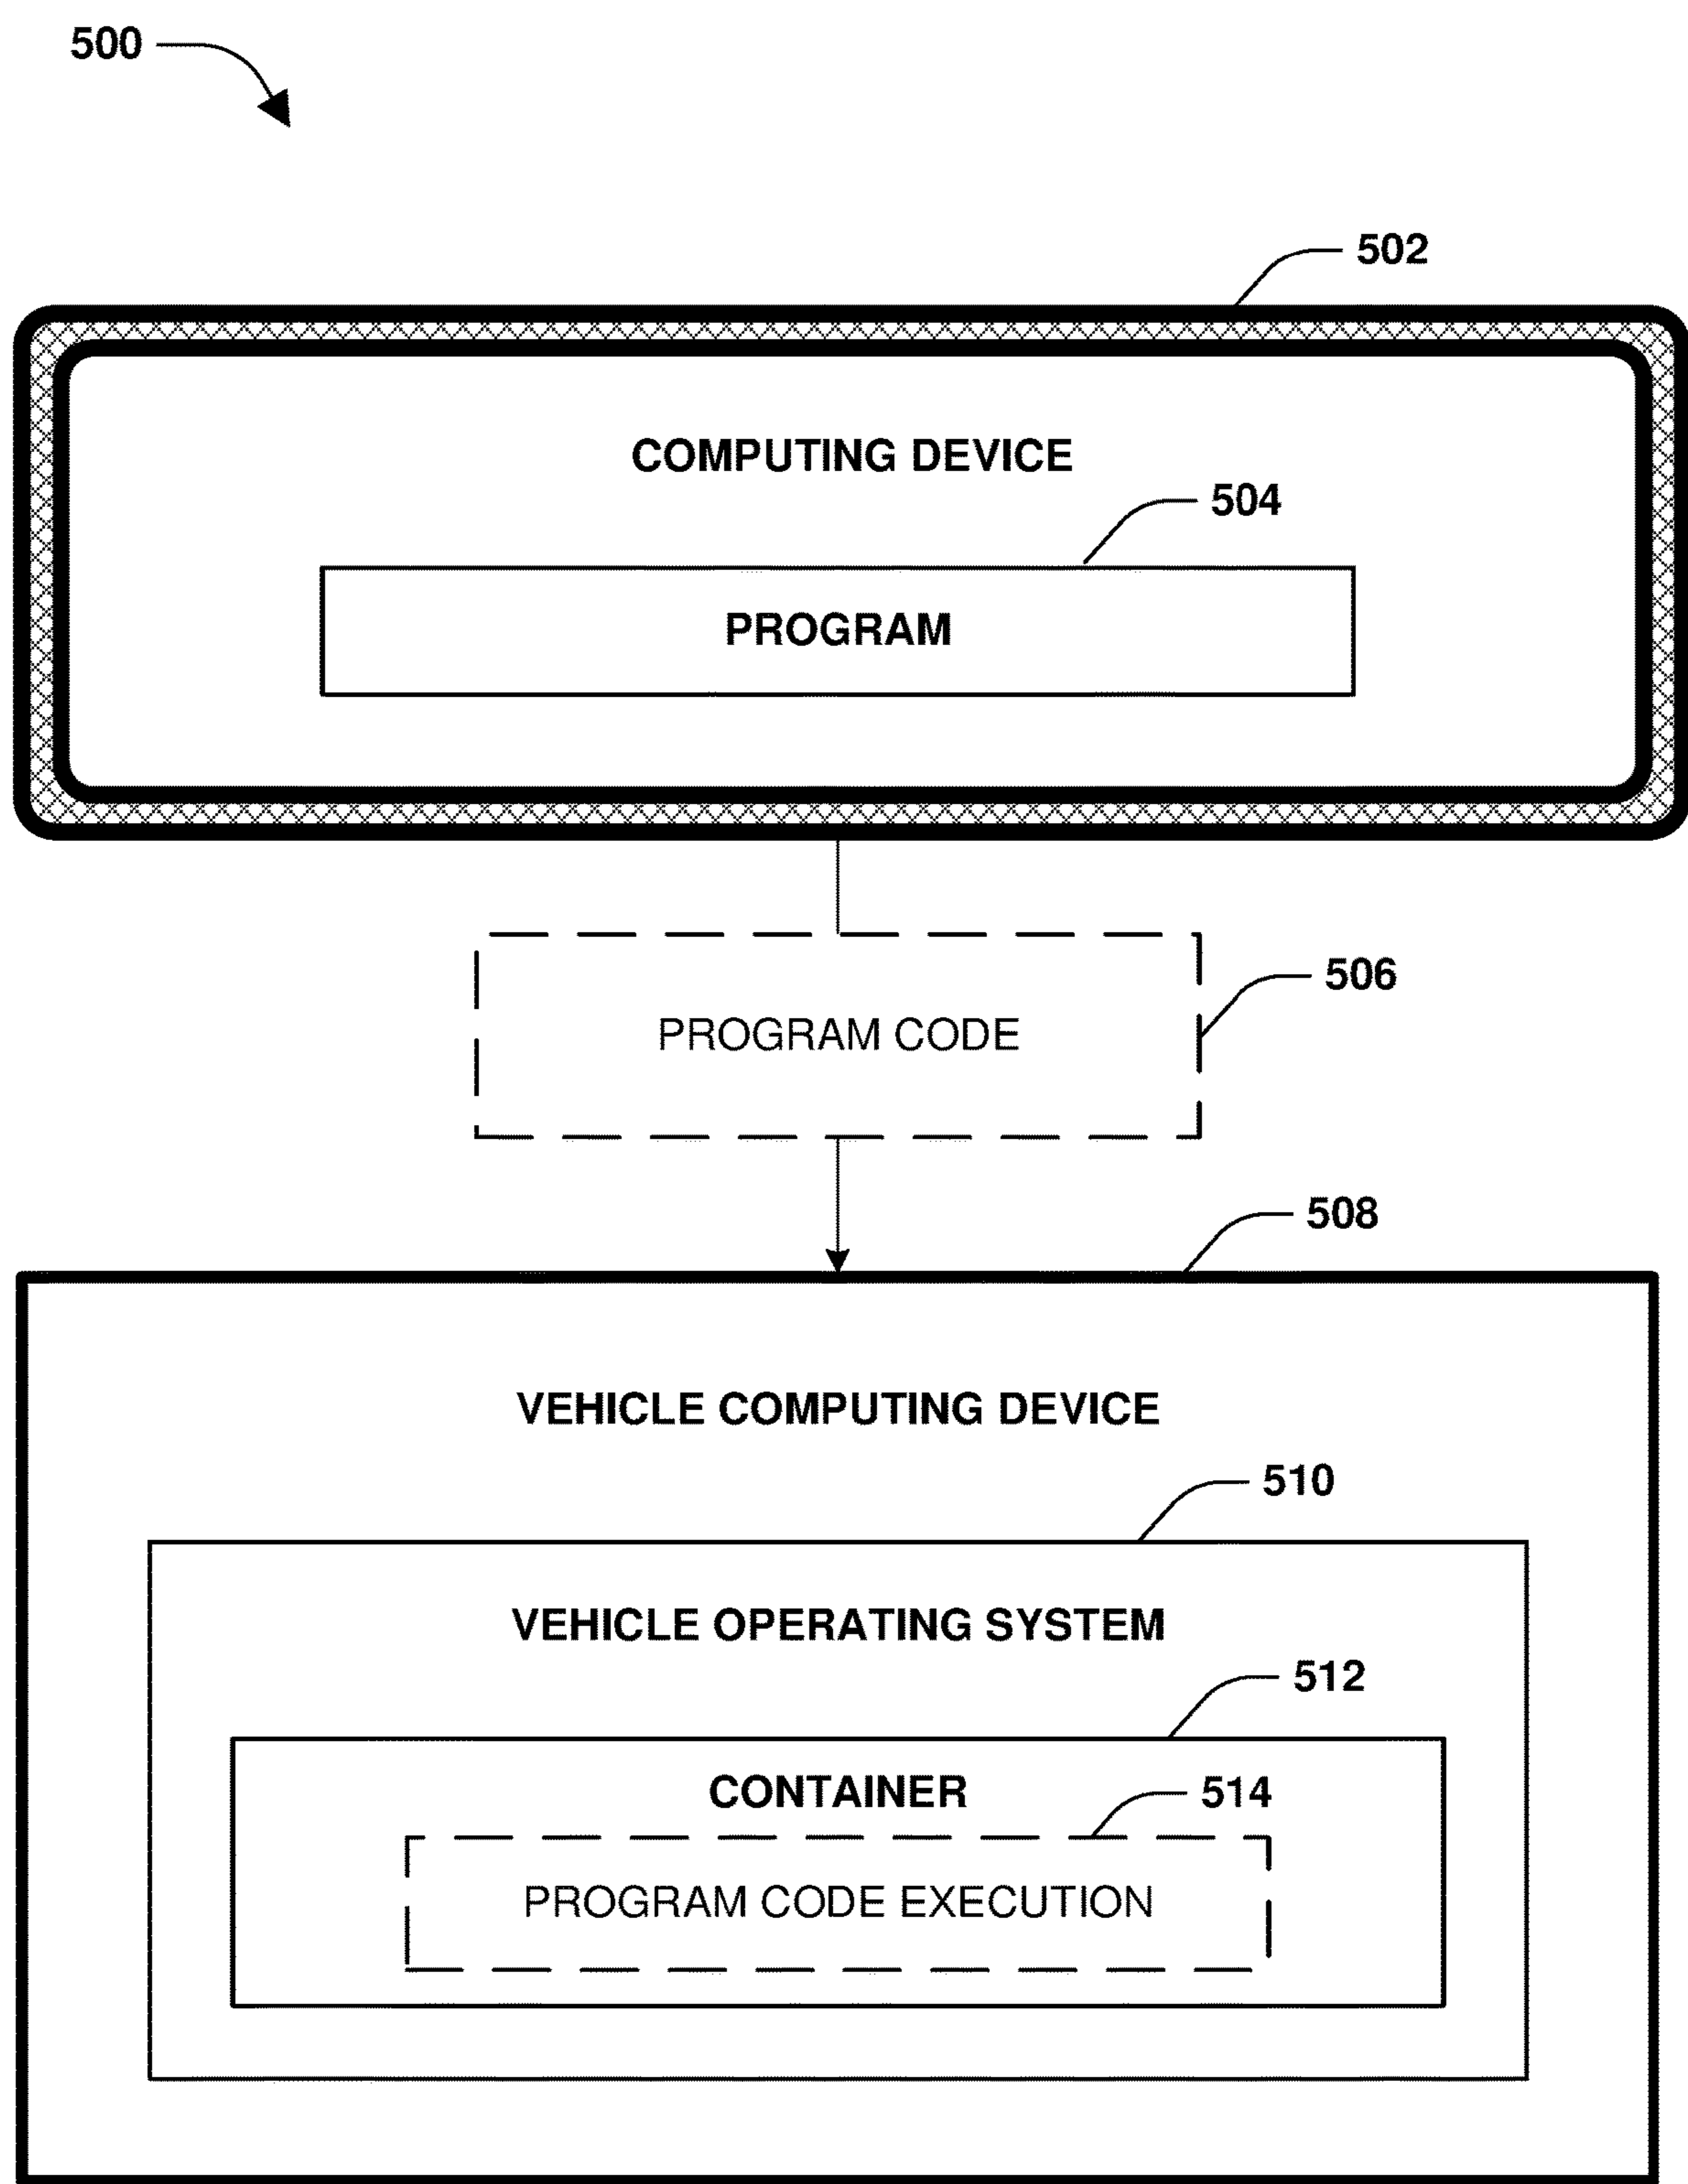 500
502
COMPUTING DEVICE
504
PROGRAM
506
PROGRAM CODE
508
VEHICLE COMPUTING DEVICE
510
VEHICLE OPERATING SYSTEM
512
CONTAINER
514
PROGRAM CODE EXECUTION